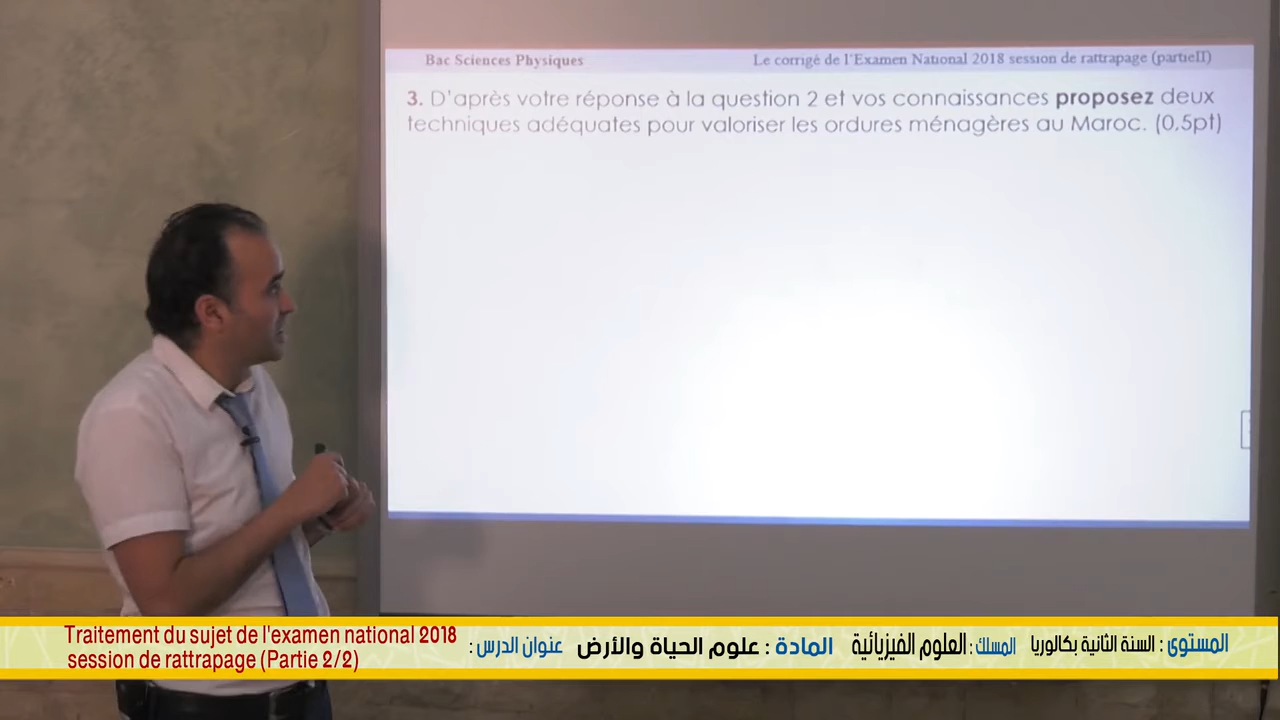 Bac Sciences Physiques
Le corrigé de l'Examen National 2018 session de rattrapage (partieII)
3. D'après votre réponse à la question 2 et vos connaissances proposez deux
techniques adéquates pour valoriser les ordures ménagères au Maroc. (0,5pt)
المستوى : السنة الثانية بكالوريا المسلك : العلوم الفيزيائية المادة : علوم الحياة والأرض عنوان الدرس :
Traitement du sujet de l'examen national 2018
session de rattrapage (Partie 2/2)